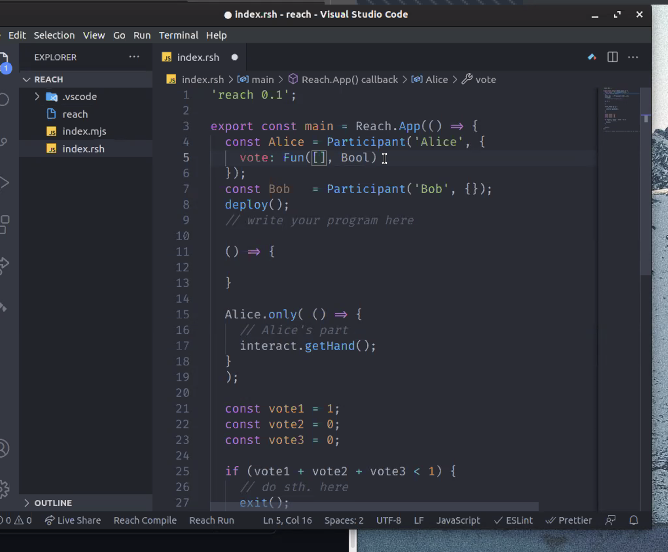 ● index.rsh - reach - Visual Studio Code
Edit Selection View Go Run Terminal Help
EXPLORER ···
index.rsh ●
REACH
.vscode
reach
index.mjs
index.rsh
index.rsh > main > Reach.App() callback > Alice > vote
1 'reach 0.1';
2
3 export const main = Reach.App(() => {
4 const Alice = Participant('Alice', {
5 vote: Fun([], Bool)
6 });
7 const Bob = Participant('Bob', {});
8 deploy();
9 // write your program here
10
11 () => {
12
13 }
14
15 Alice.only( () => {
16 // Alice's part
17 interact.getHand();
18 }
19 );
20
21 const vote1 = 1;
22 const vote2 = 0;
23 const vote3 = 0;
24
25 if (vote1 + vote2 + vote3 < 1) {
26 // do sth. here
27 exit();
OUTLINE
1
0 0 Live Share Reach Compile Reach Run Ln 5, Col 16 Spaces: 2 UTF-8 LF JavaScript ESLint Prettier